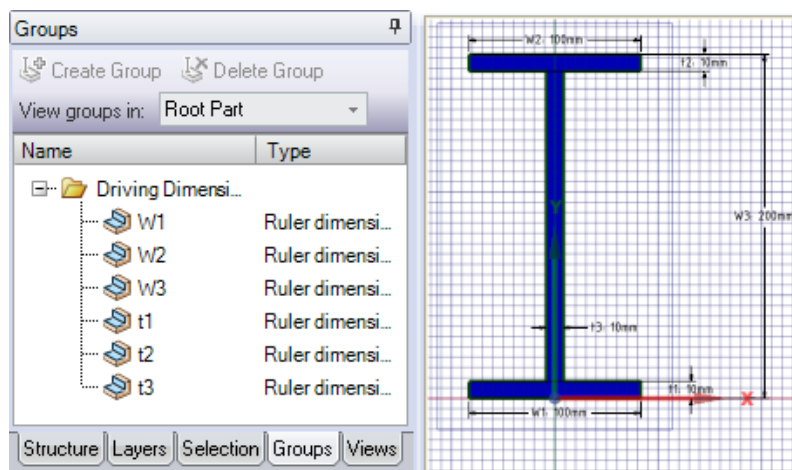 Groups
Create Group Delete Group
View groups in: Root Part
Name Type
Driving Dimensi...
W1 Ruler dimensi...
W2 Ruler dimensi...
W3 Ruler dimensi...
t1 Ruler dimensi...
t2 Ruler dimensi...
t3 Ruler dimensi...
Structure Layers Selection Groups Views
W2: 100mm
t2: 10mm
W3: 200mm
Y
t3: 10mm
t1: 10mm
X
W1: 100mm